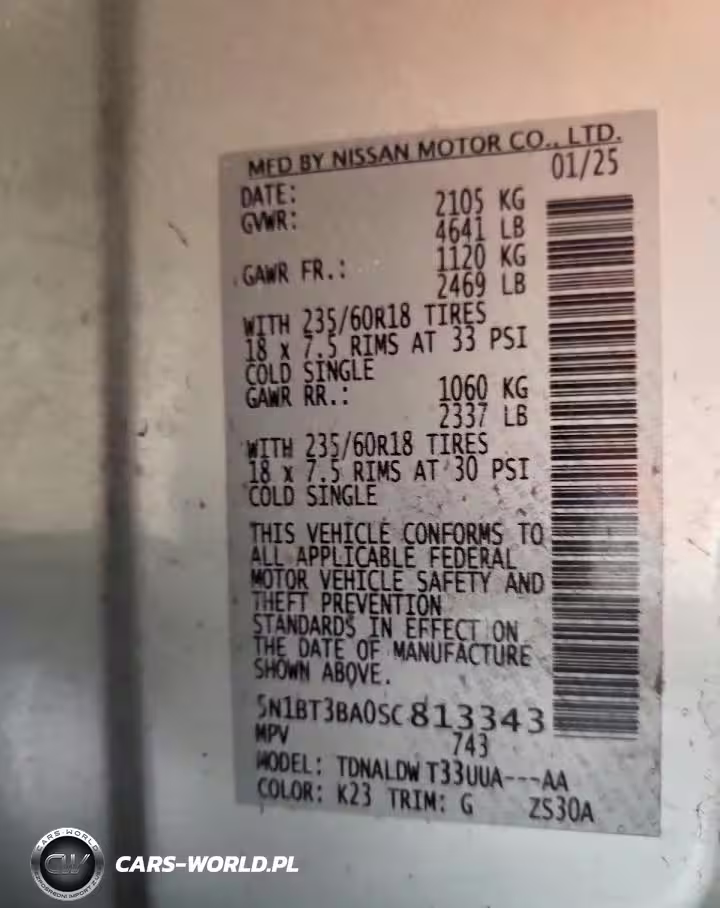 MFD BY NISSAN MOTOR CO., LTD.
DATE: 01/25
GVWR: 2105 KG
4641 LB
GAWR FR.: 1120 KG
2469 LB
WITH 235/60R18 TIRES
18 x 7.5 RIMS AT 33 PSI
COLD SINGLE
GAWR RR.: 1060 KG
2337 LB
WITH 235/60R18 TIRES
18 x 7.5 RIMS AT 30 PSI
COLD SINGLE
THIS VEHICLE CONFORMS TO
ALL APPLICABLE FEDERAL
MOTOR VEHICLE SAFETY AND
THEFT PREVENTION
STANDARDS IN EFFECT ON
THE DATE OF MANUFACTURE
SHOWN ABOVE.
5N1BT3BA0SC813343
MPV 743
MODEL: TDNALDW T33UUA---AA
COLOR: K23 TRIM: G ZS30A
CARS-WORLD
CW
CARS-WORLD.PL